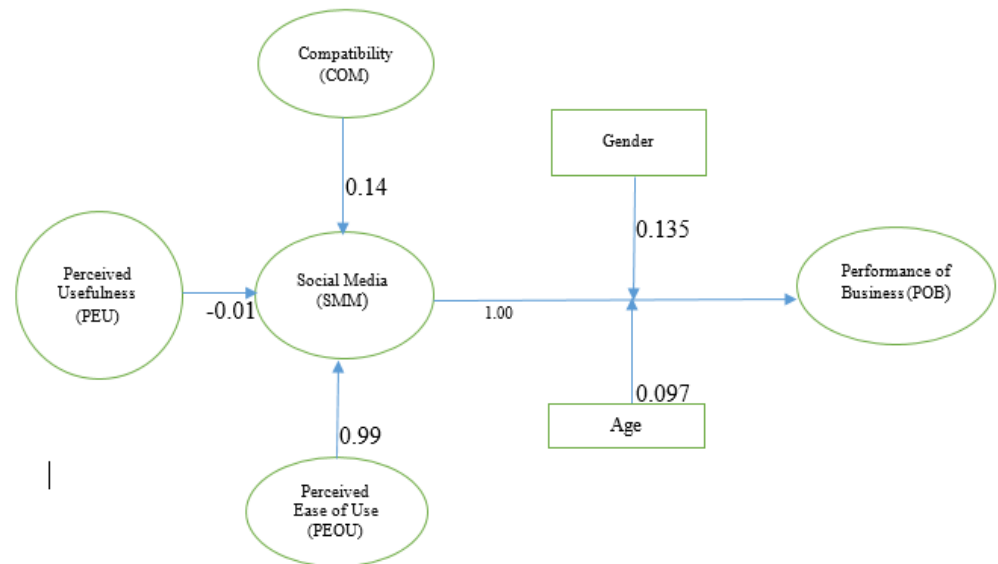 Compatibility
(COM)
Gender
0.14
0.135
Perceived
Usefulness
(PEU)
-0.01
Social Media
(SMM)
1.00
Performance of
Business (POB)
0.097
Age
0.99
Perceived
Ease of Use
(PEOU)